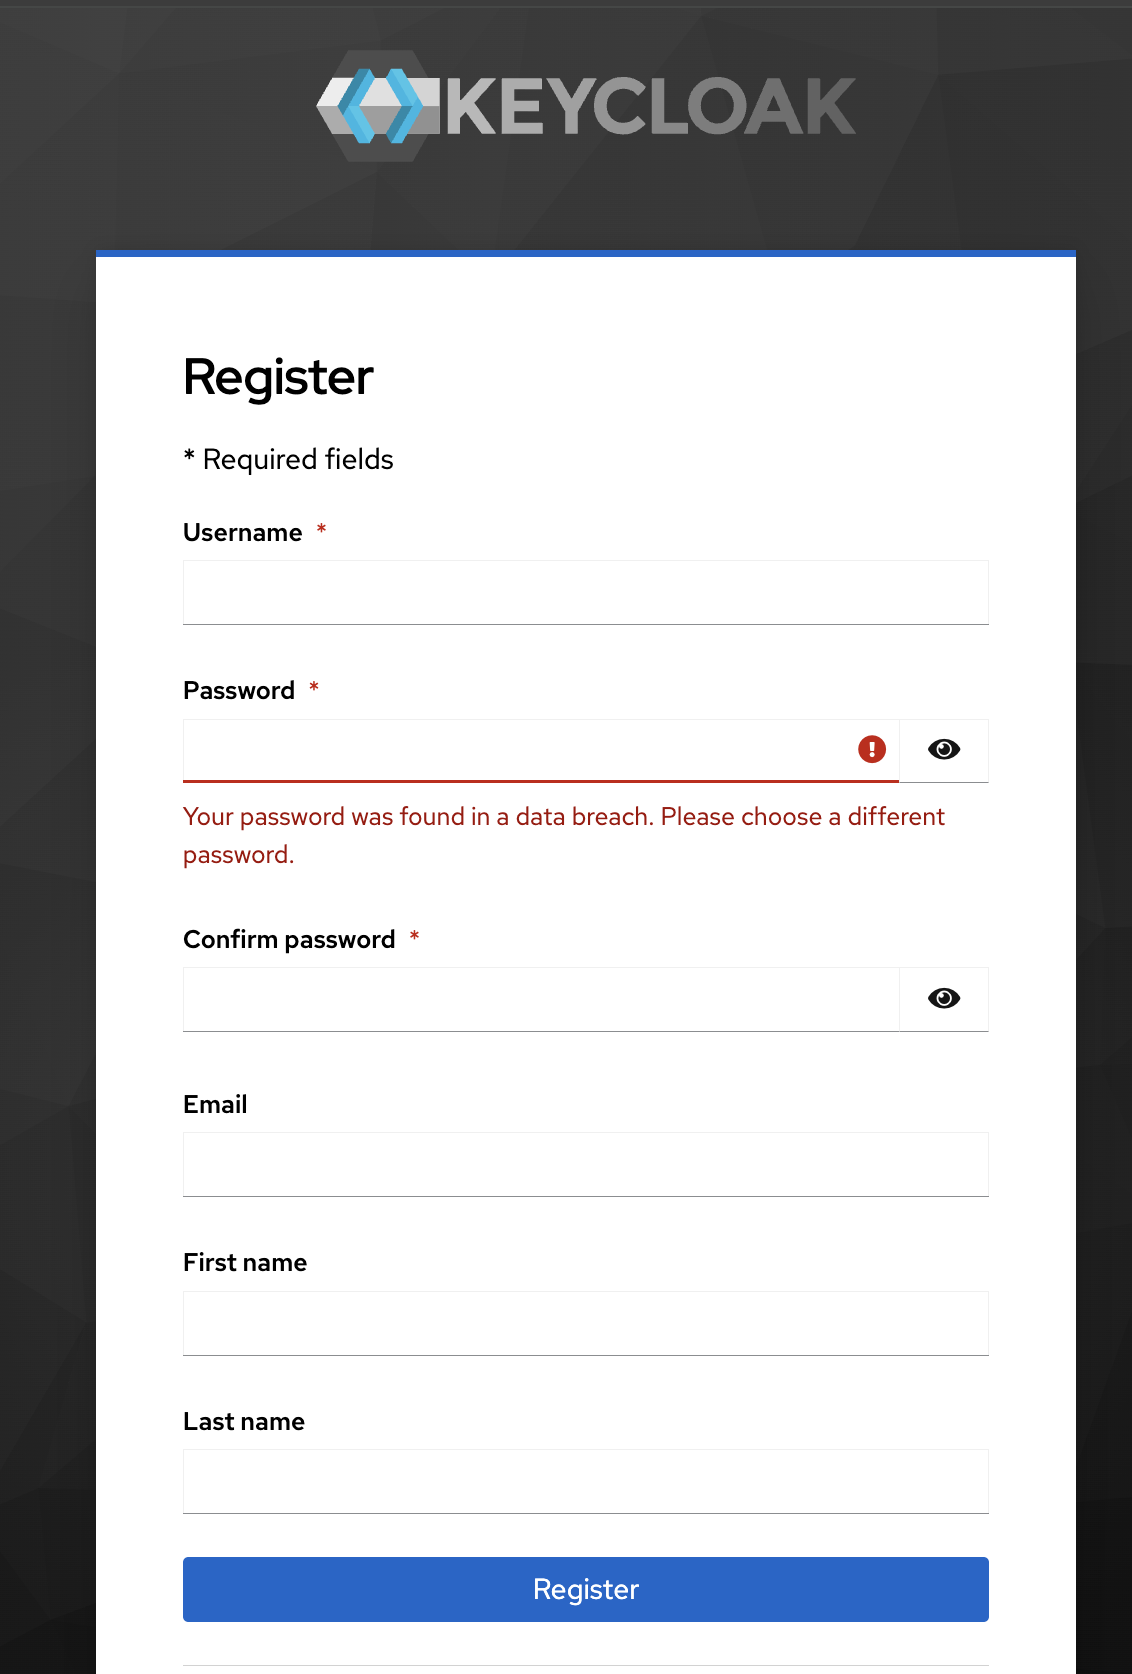 KEYCLOAK
Register
* Required fields
Username *
Password *
Your password was found in a data breach. Please choose a different
password.
Confirm password *
Email
First name
Last name
Register